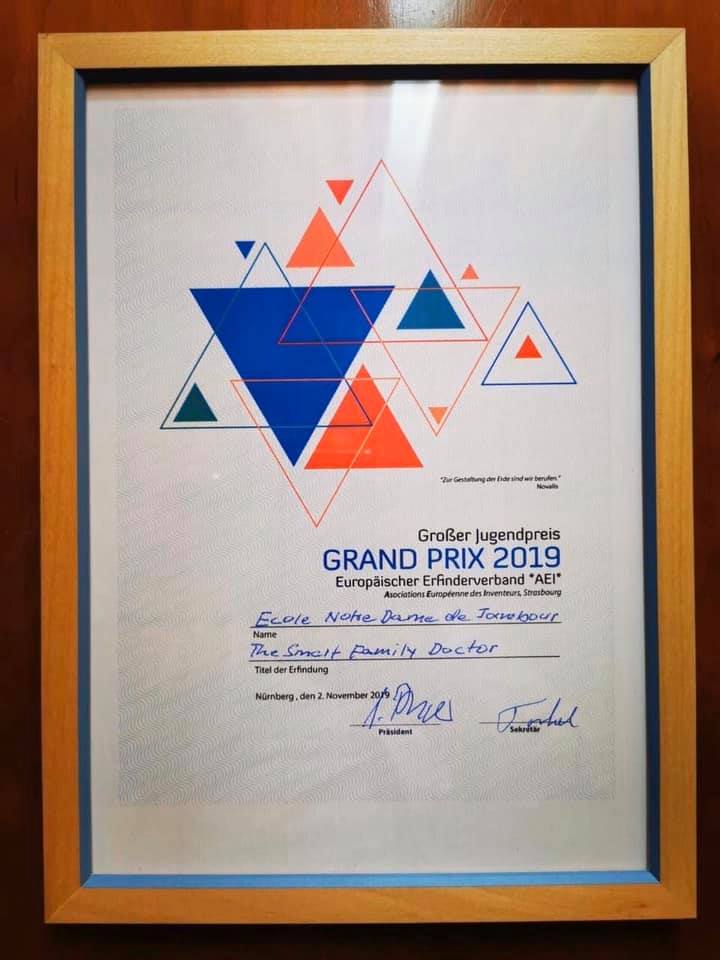 "Zur Gestaltung der Erde sind wir berufen."
Novalis
Großer Jugendpreis
GRAND PRIX 2019
Europäischer Erfinderverband "AEI"
Asociations Européenne des Inventeurs, Strasbourg
Ecole Notre Dame de Jamhour
Name
The Smart Family Doctor
Titel der Erfindung
Nürnberg, den 2. November 2019
Präsident
Sekretär